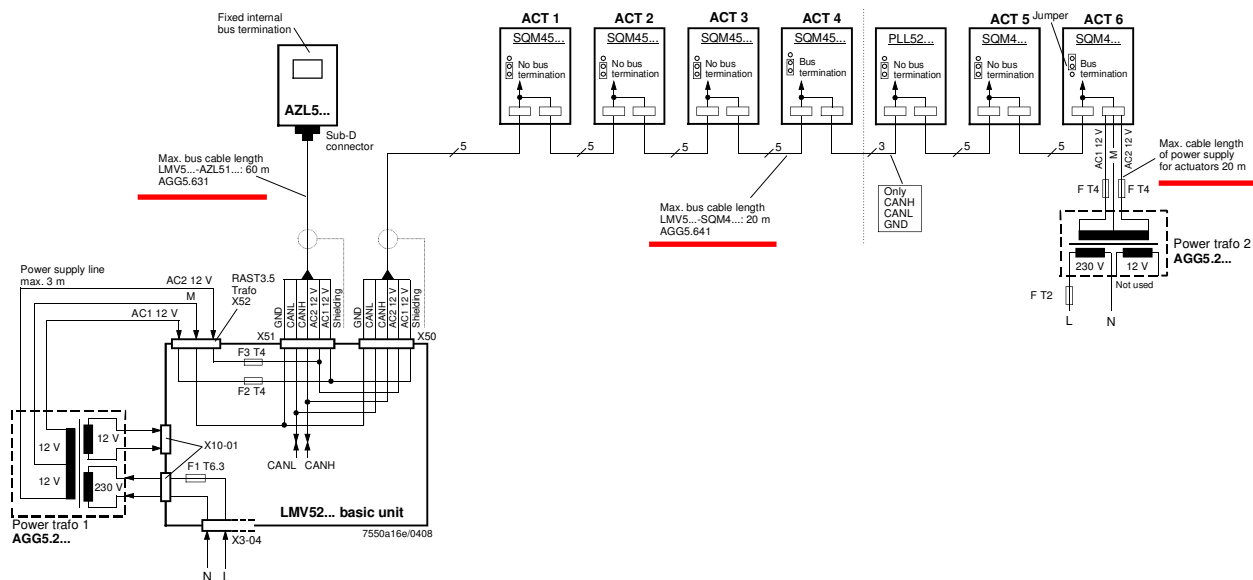 Fixed internal
bus termination
AZL5...
Sub-D
connector
Max. bus cable length
LMV5...-AZL51...: 60 m
AGG5.631
ACT 1
SQM45...
No bus
termination
ACT 2
SQM45...
No bus
termination
ACT 3
SQM45...
No bus
termination
ACT 4
SQM45...
Bus
termination
PLL52...
No bus
termination
ACT 5
SQM4...
No bus
termination
Jumper
ACT 6
SQM4...
Bus
termination
5
5
5
5
3
5
5
Max. bus cable length
LMV5...-SQM4...: 20 m
AGG5.641
Only
CANH
CANL
GND
AC1 12 V
M
AC2 12 V
Max. cable length
of power supply
for actuators 20 m
F T4
F T4
Power trafo 2
AGG5.2...
230 V
12 V
Not used
F T2
L
N
Power supply line
max. 3 m
AC2 12 V
M
AC1 12 V
RAST3.5
Trafo
X52
GND
CANL
CANH
AC2 12 V
AC1 12 V
Shielding
GND
CANL
CANH
AC2 12 V
AC1 12 V
Shielding
X51
X50
F3 T4
F2 T4
12 V
12 V
12 V
230 V
X10-01
F1 T6.3
CANL
CANH
LMV52... basic unit
7550a16e/0408
Power trafo 1
AGG5.2...
X3-04
N
L